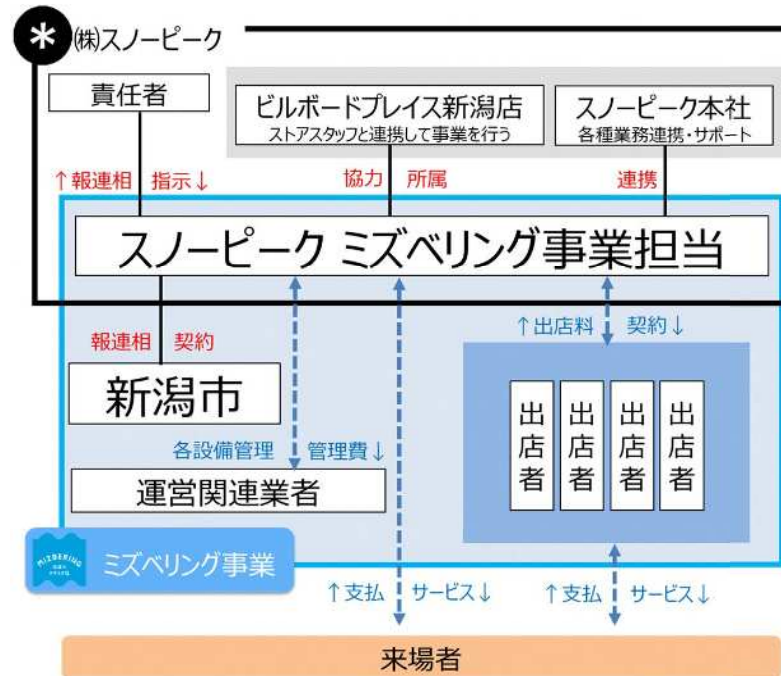 * (株)スノーピーク
責任者
ビルボードプレイス新潟店
ストアスタッフと連携して事業を行う
スノーピーク本社
各種業務連携・サポート
↑報連相 指示↓
協力 所属
連携
スノーピーク ミズベリング事業担当
↑出店料 契約↓
報連相 契約
新潟市
出店者 出店者 出店者 出店者
各設備管理 管理費↓
運営関連業者
MIZBERING
ミズベリング事業
↑支払 サービス↓ ↑支払 サービス↓
来場者